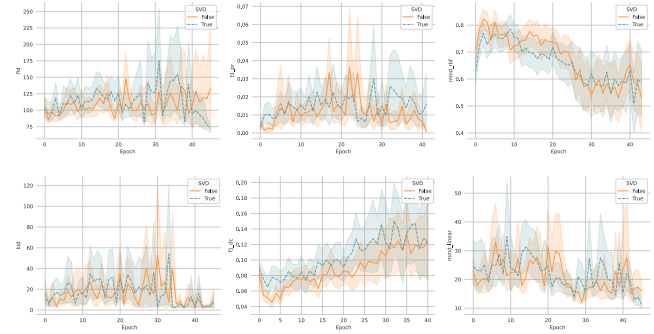 SVD
False
True
fid
250
225
200
175
150
125
100
75
0 10 20 30 40
Epoch
SVD
False
True
f1_pr
0,07
0,06
0,05
0,04
0,03
0,02
0,01
0,00
0 10 20 30 40
Epoch
SVD
False
True
mmd_rbf
0,8
0,7
0,6
0,5
0,4
0 10 20 30 40
Epoch
SVD
False
True
kid
120
100
80
60
40
20
0
0 10 20 30 40
Epoch
SVD
False
True
0,20
0,18
0,16
0,14
0,12
0,10
0,08
0,06
0,04
0 5 10 15 20 25 30 35 40
Epoch
SVD
False
True
mmd_linear
50
40
30
20
10
0 10 20 30 40
Epoch